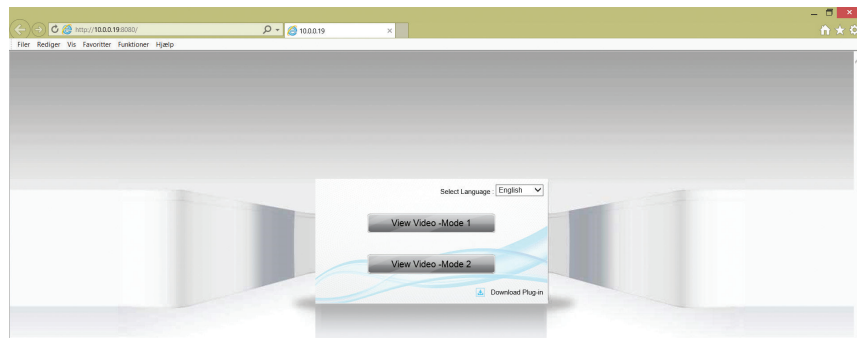 http://10.0.0.19:8080/
10.0.0.19
Filer Rediger Vis Favoritter Funktioner Hjælp
Select Language : English
View Video -Mode 1
View Video -Mode 2
Download Plug-in